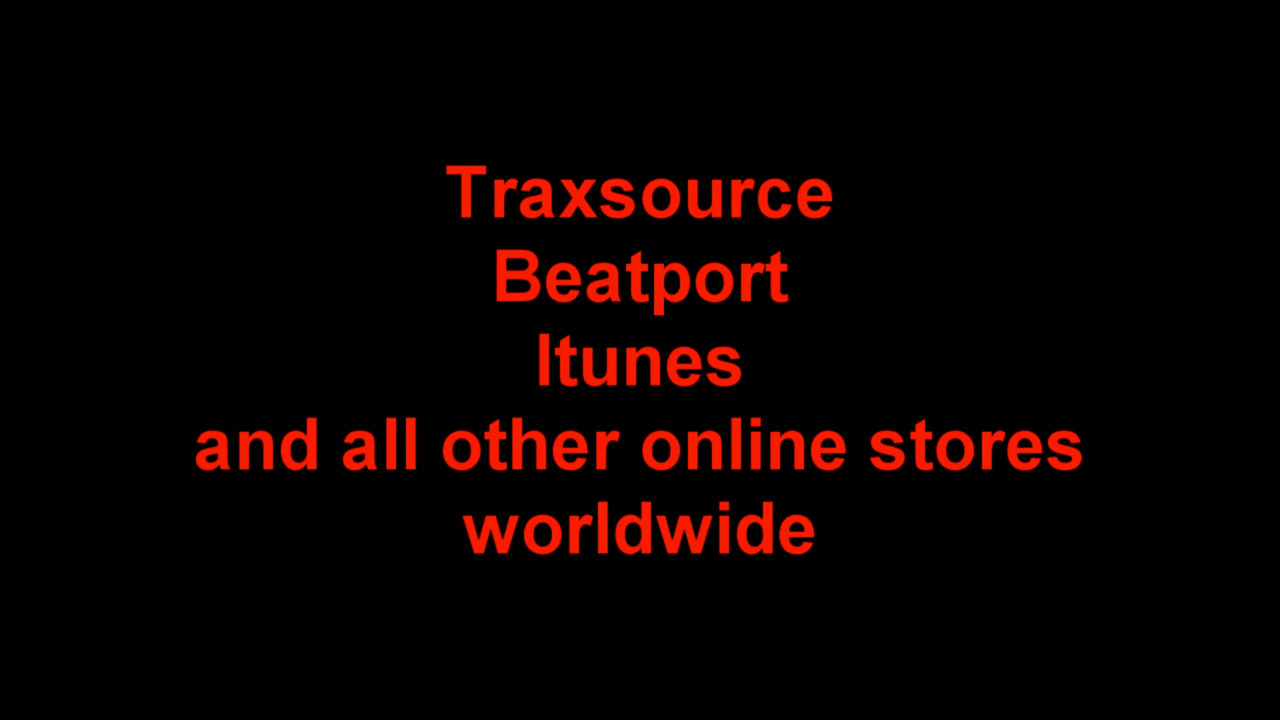 Traxsource
Beatport
Itunes
and all other online stores
worldwide